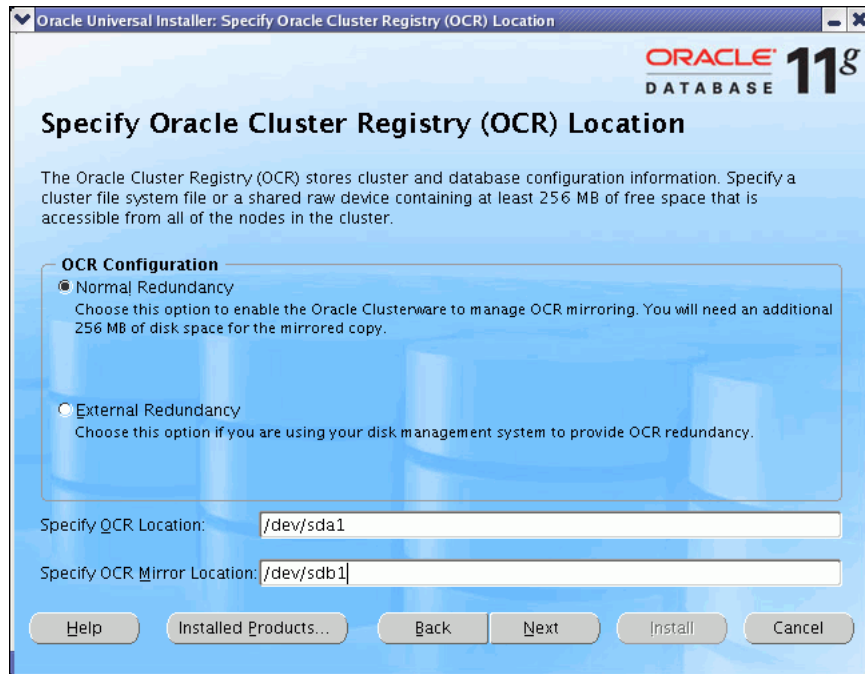 Oracle Universal Installer: Specify Oracle Cluster Registry (OCR) Location
ORACLE 11g
DATABASE
Specify Oracle Cluster Registry (OCR) Location
The Oracle Cluster Registry (OCR) stores cluster and database configuration information. Specify a
cluster file system file or a shared raw device containing at least 256 MB of free space that is
accessible from all of the nodes in the cluster.
OCR Configuration
Normal Redundancy
Choose this option to enable the Oracle Clusterware to manage OCR mirroring. You will need an additional
256 MB of disk space for the mirrored copy.
External Redundancy
Choose this option if you are using your disk management system to provide OCR redundancy.
Specify OCR Location: /dev/sda1
Specify OCR Mirror Location: /dev/sdb1
Help Installed Products... Back Next Install Cancel